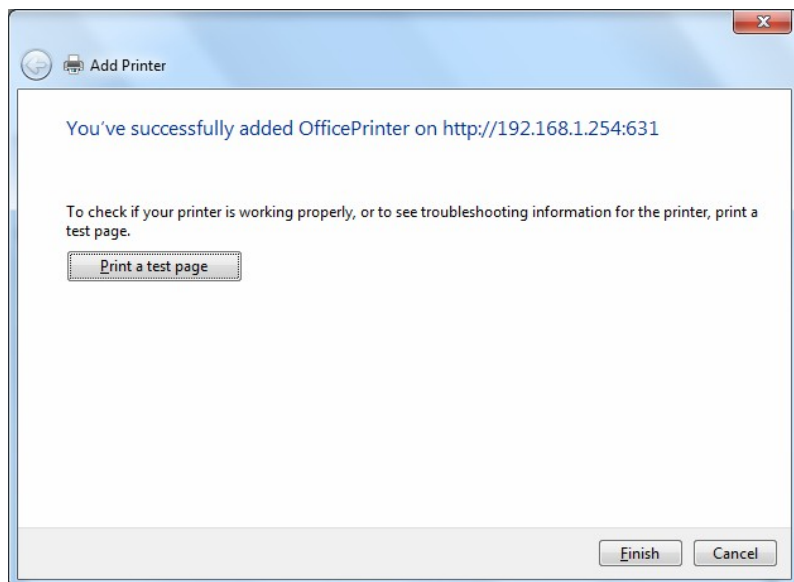 Add Printer
You've successfully added OfficePrinter on http://192.168.1.254:631
To check if your printer is working properly, or to see troubleshooting information for the printer, print a
test page.
Print a test page
Finish Cancel